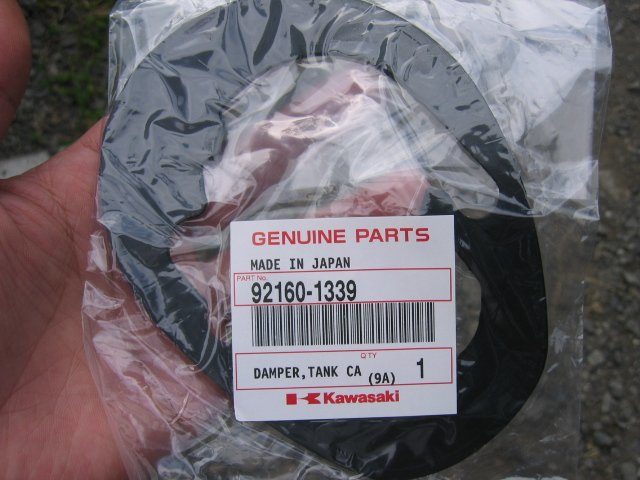 GENUINE PARTS
MADE IN JAPAN
PART No.
92160-1339
QTY
DAMPER,TANK CA (9A) 1
Kawasaki